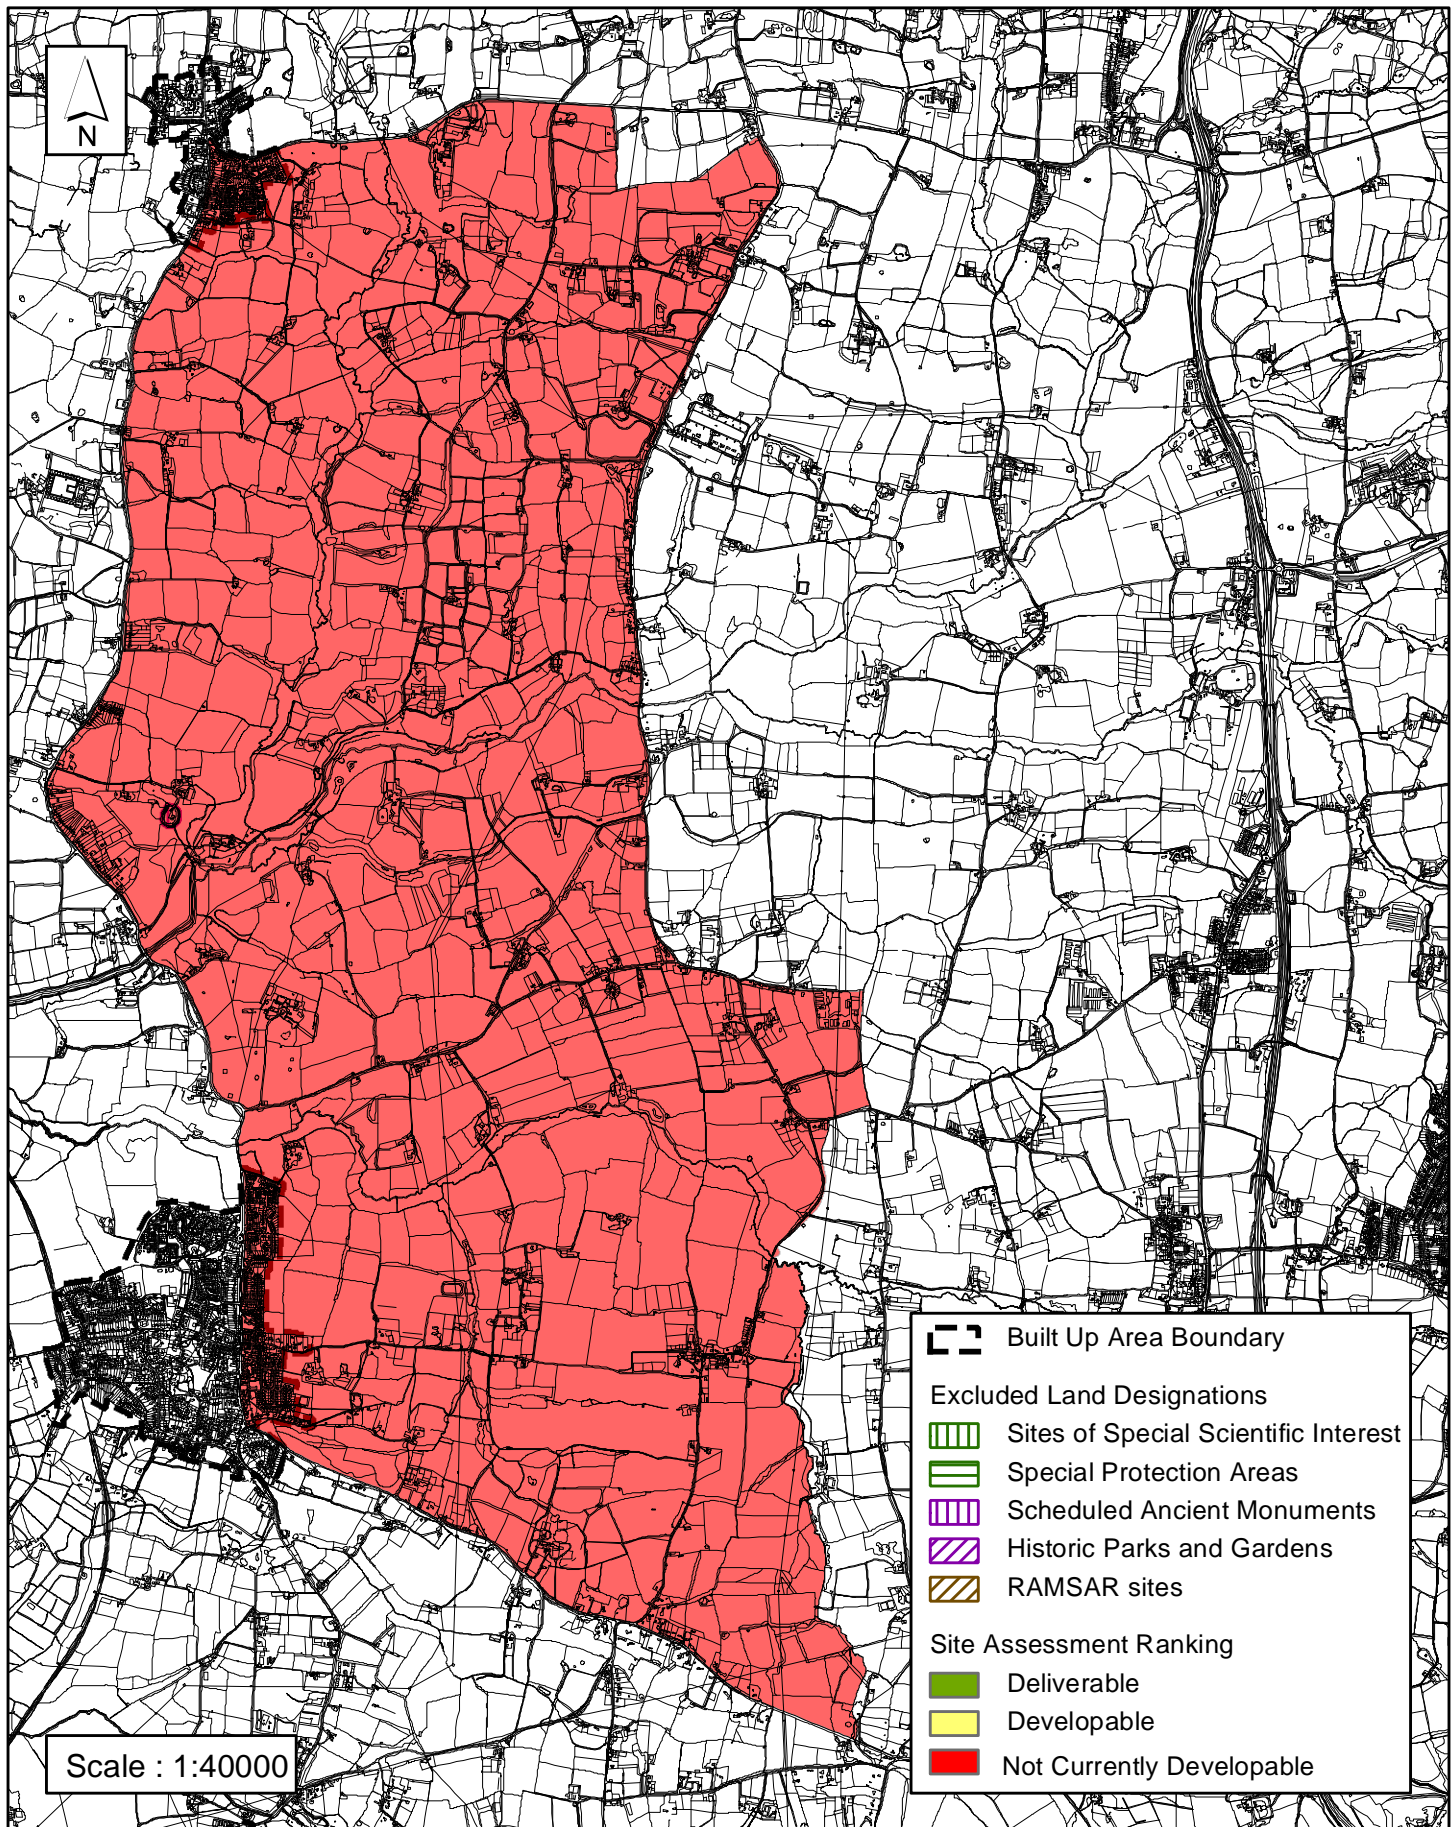 N
Built Up Area Boundary
Excluded Land Designations
Sites of Special Scientific Interest
Special Protection Areas
Scheduled Ancient Monuments
Historic Parks and Gardens
RAMSAR sites
Site Assessment Ranking
Deliverable
Developable
Not Currently Developable
Scale : 1:40000